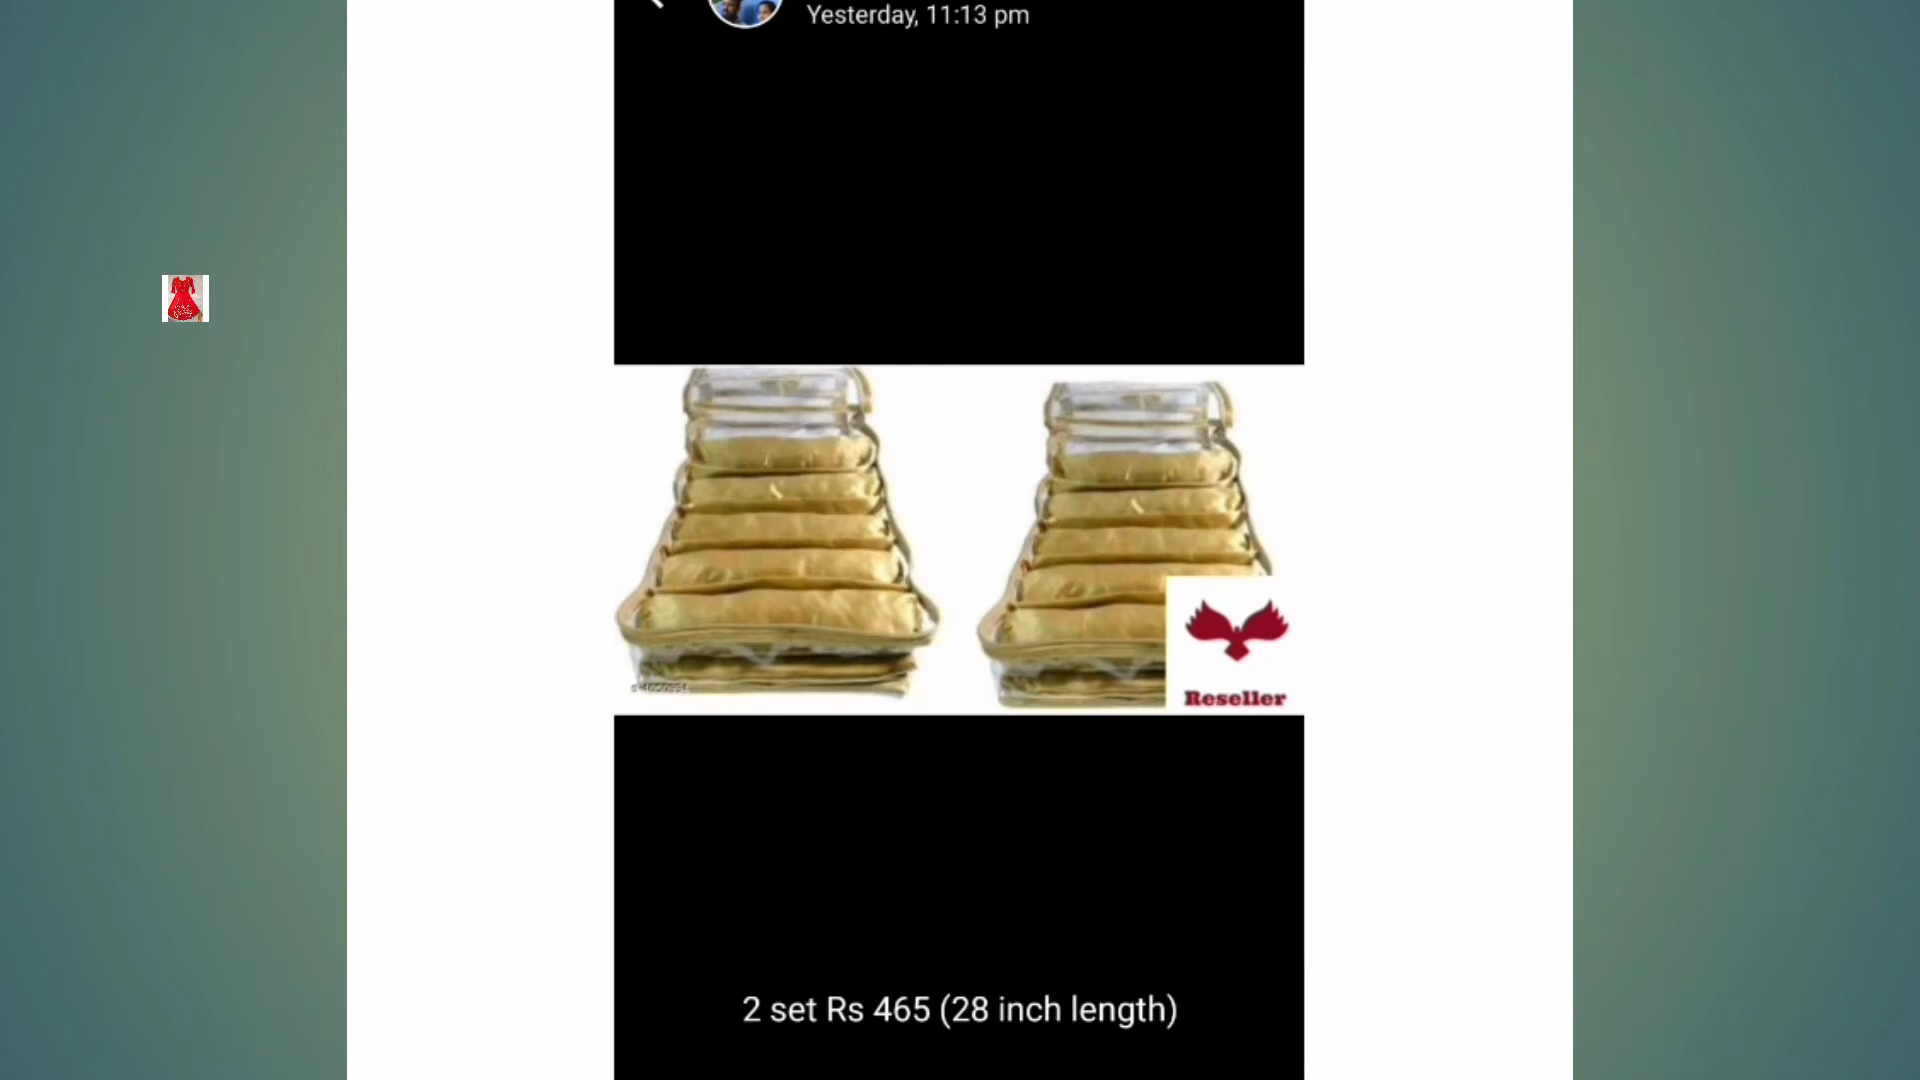 Yesterday, 11:13 pm
Reseller
2 set Rs 465 (28 inch length)